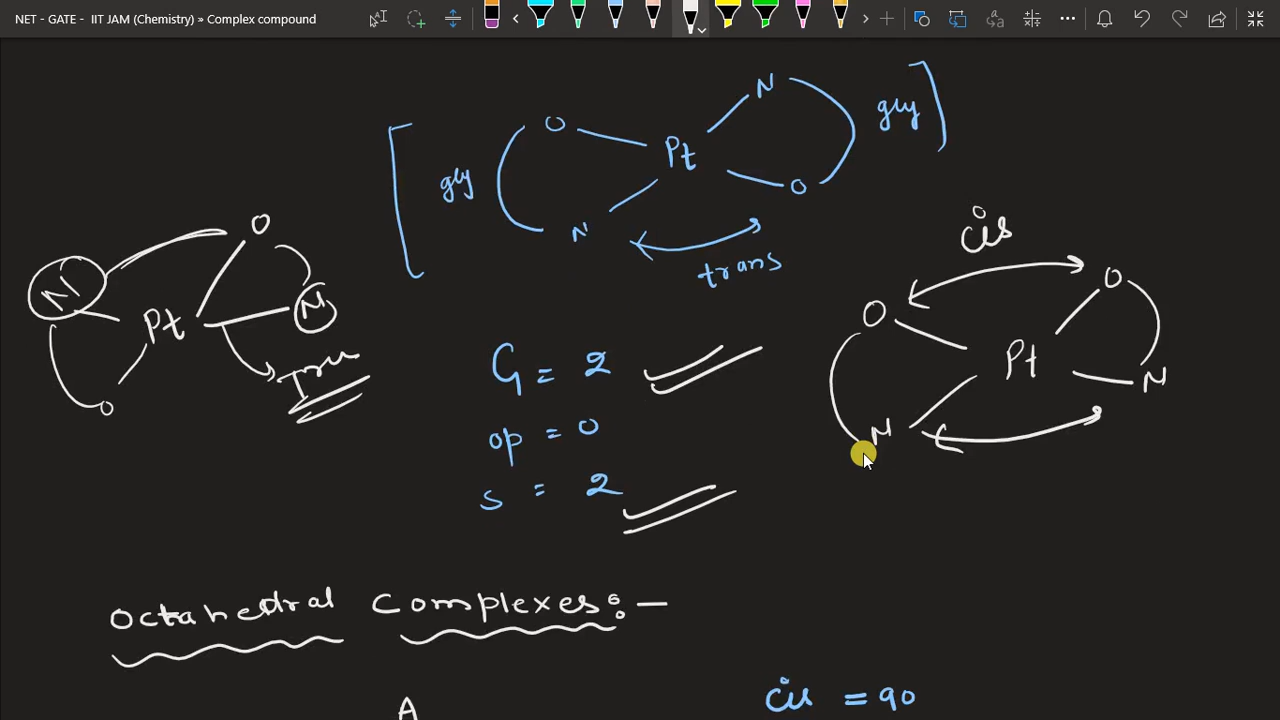 NET - GATE - IIT JAM (Chemistry) » Complex compound
N
O
Pt
gly
gly
O
N
trans
O
N
Pt
N
O
Trans
cis
O
O
Pt
N
N
G = 2
op = 0
s = 2
Octahedral Complexes:-
A
cis = 90